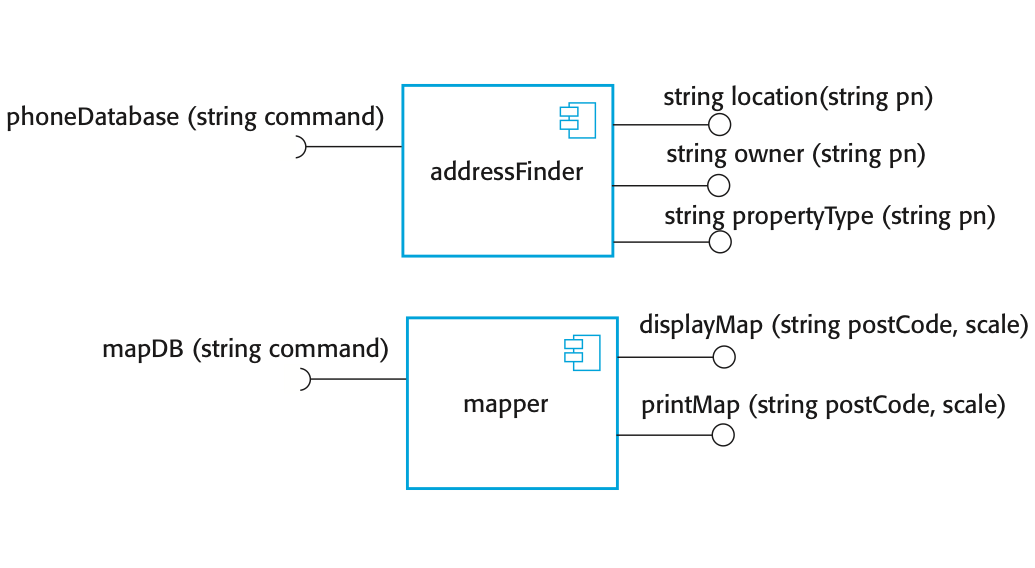 phoneDatabase (string command)
addressFinder
string location(string pn)
string owner (string pn)
string propertyType (string pn)
mapDB (string command)
mapper
displayMap (string postCode, scale)
printMap (string postCode, scale)